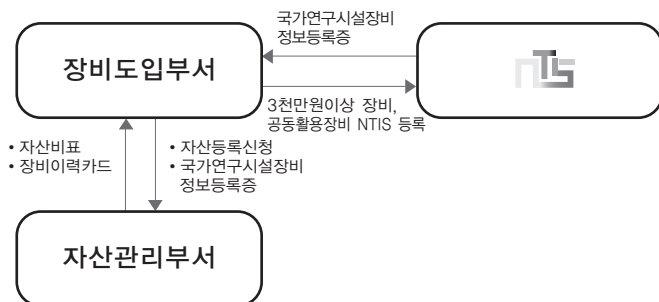 국가연구시설장비
정보등록증
장비도입부서
NTIS
3천만원이상 장비,
공동활용장비 NTIS 등록
• 자산비표
• 장비이력카드
• 자산등록신청
• 국가연구시설장비
정보등록증
자산관리부서